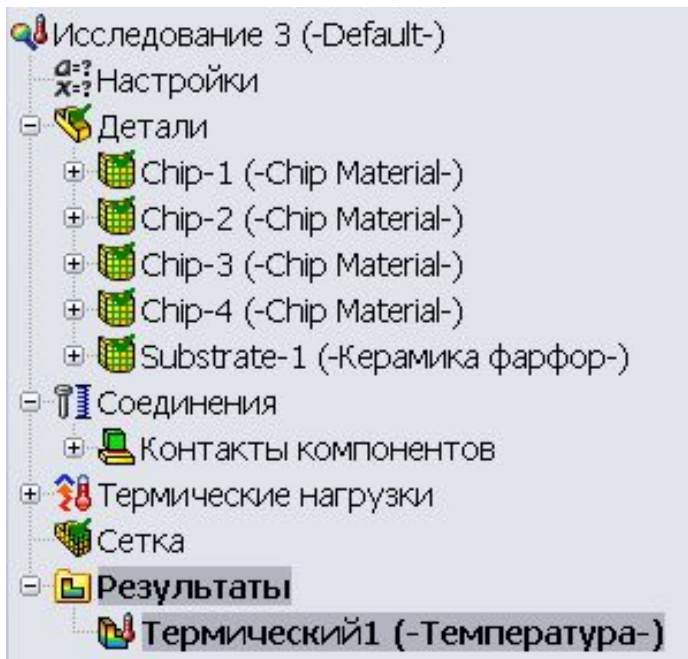 Исследование 3 (-Default-)
a=?
x=? Настройки
Детали
Chip-1 (-Chip Material-)
Chip-2 (-Chip Material-)
Chip-3 (-Chip Material-)
Chip-4 (-Chip Material-)
Substrate-1 (-Керамика фарфор-)
Соединения
Контакты компонентов
Термические нагрузки
Сетка
Результаты
Термический1 (-Температура-)